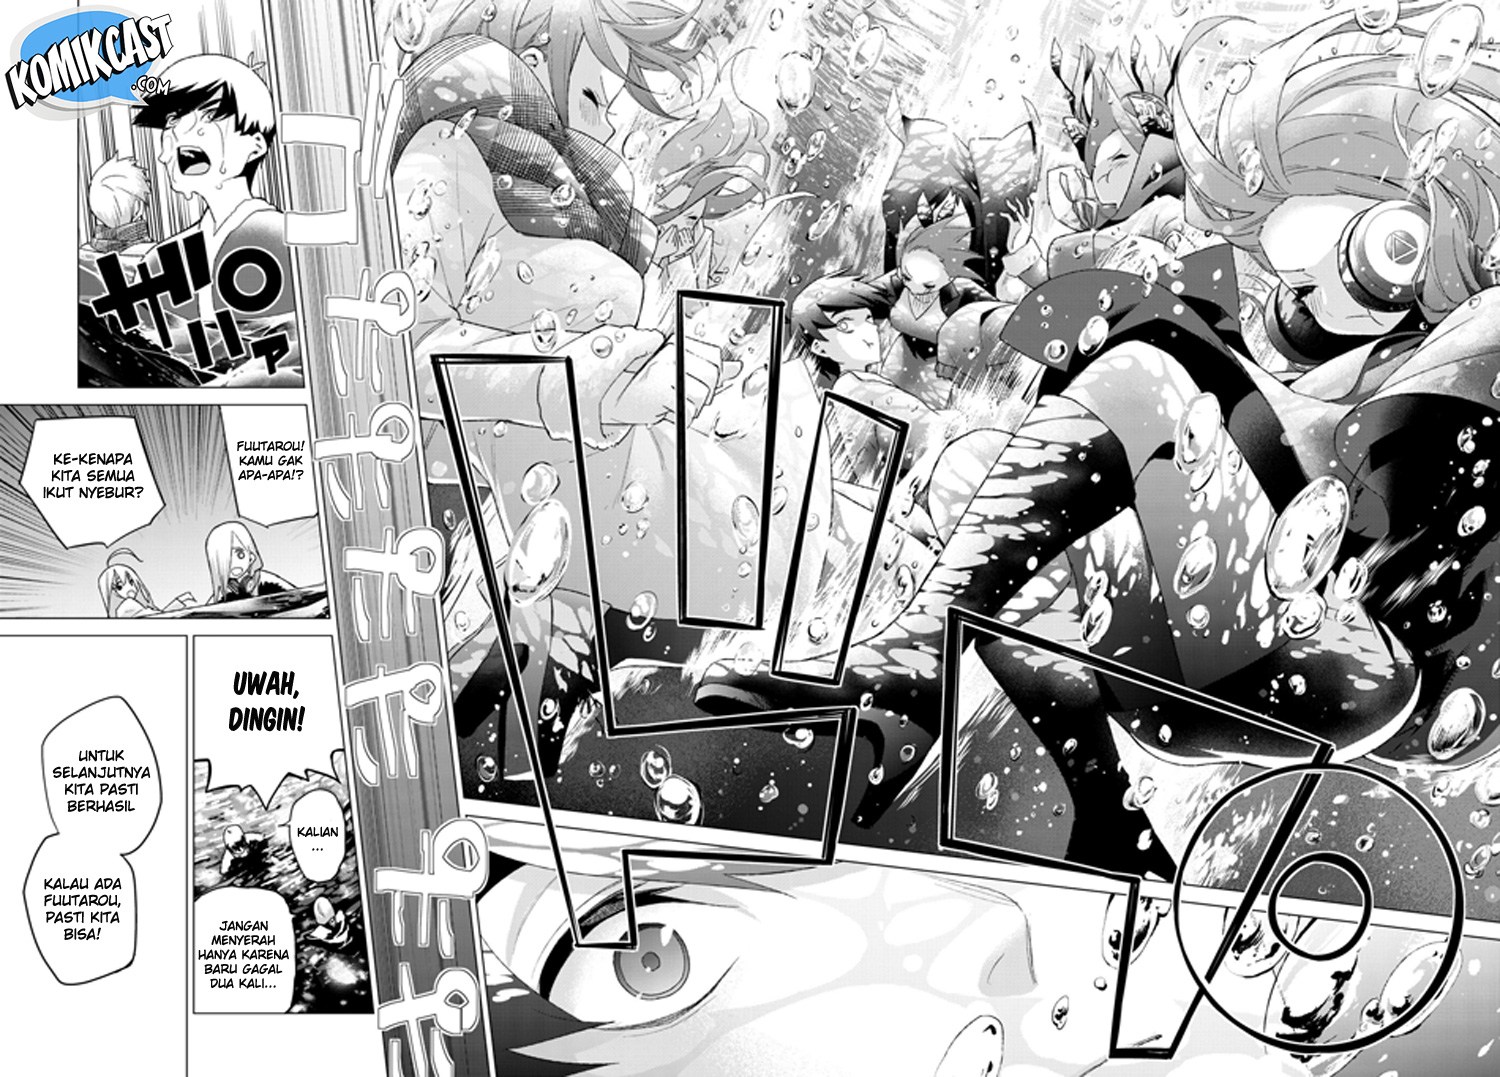 KOMIKCAST
.COM
FUUTAROU!
KAMU GAK
APA-APA!?
KE-KENAPA
KITA SEMUA
IKUT NYEBUR?
UWAH,
DINGIN!
KALIAN
...
JANGAN
MENYERAH
HANYA KARENA
BARU GAGAL
DUA KALI...
UNTUK
SELANJUTNYA
KITA PASTI
BERHASIL
KALAU ADA
FUUTAROU,
PASTI KITA
BISA!